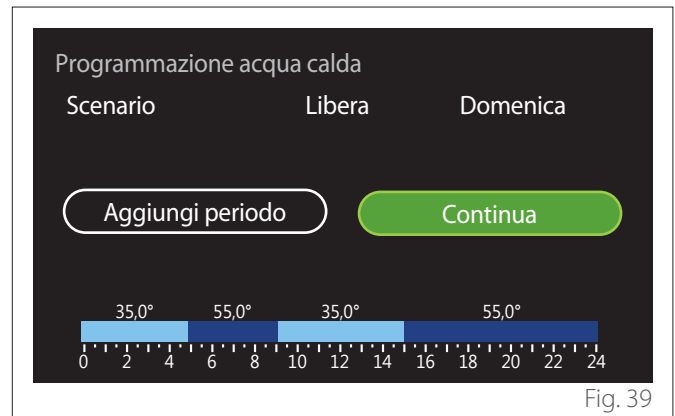 Programmazione acqua calda
Scenario Libera Domenica
Aggiungi periodo Continua
35,0° 55,0° 35,0° 55,0°
0 2 4 6 8 10 12 14 16 18 20 22 24
Fig. 39